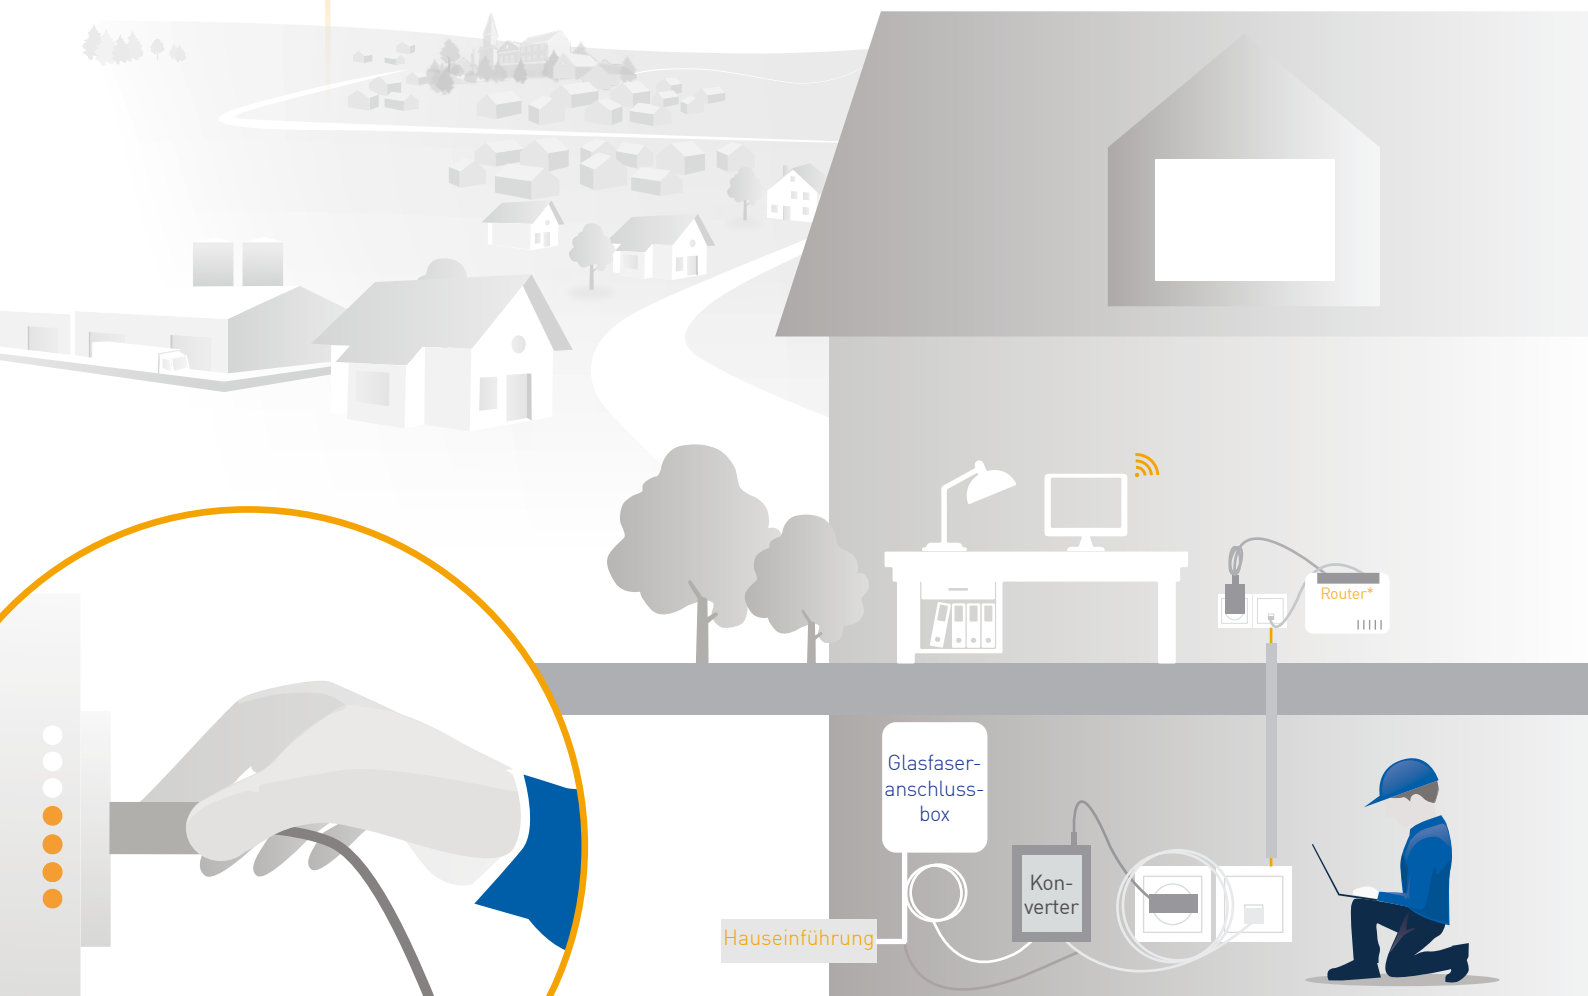 Router*
Glasfaser-
anschluss-
box
Kon-
verter
Hauseinführung